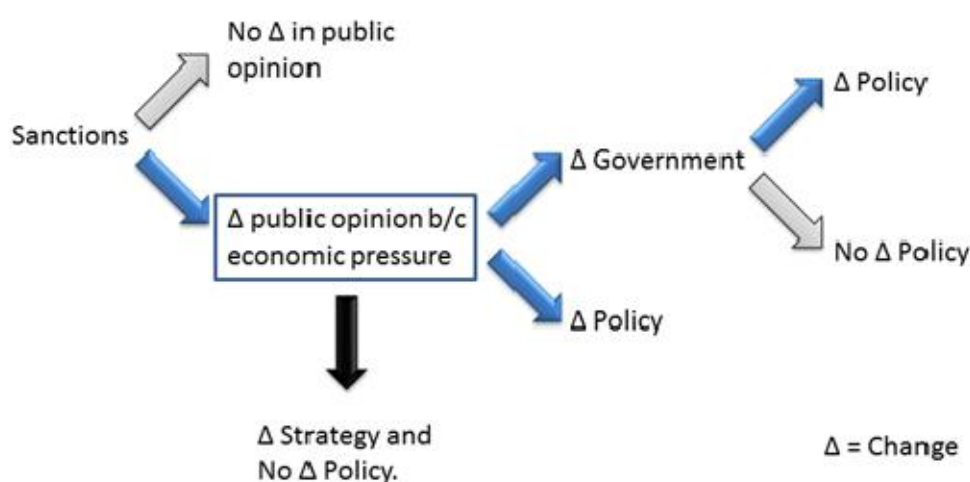 No Δ in public
opinion
Δ Policy
Sanctions
Δ Government
Δ public opinion b/c
economic pressure
No Δ Policy
Δ Policy
Δ Strategy and
No Δ Policy.
Δ = Change